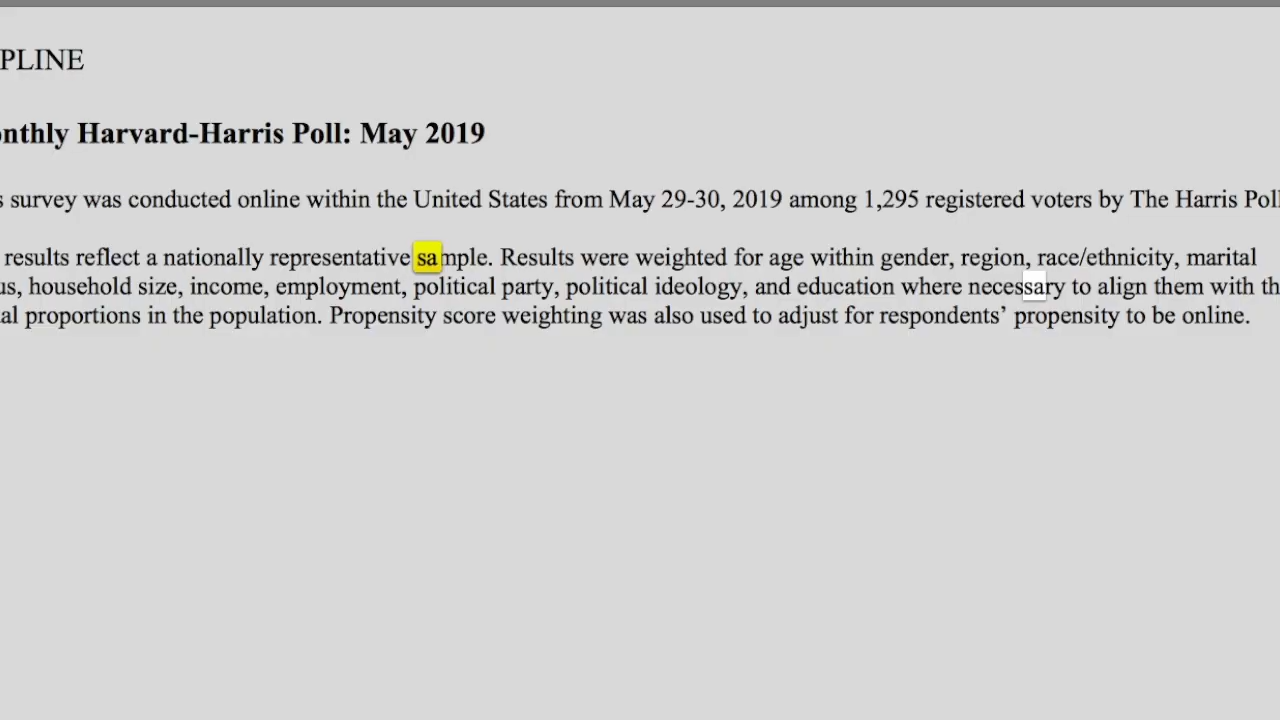 PLINE
onthly Harvard-Harris Poll: May 2019
s survey was conducted online within the United States from May 29-30, 2019 among 1,295 registered voters by The Harris Poll
results reflect a nationally representative sample. Results were weighted for age within gender, region, race/ethnicity, marital
us, household size, income, employment, political party, political ideology, and education where necessary to align them with th
al proportions in the population. Propensity score weighting was also used to adjust for respondents’ propensity to be online.